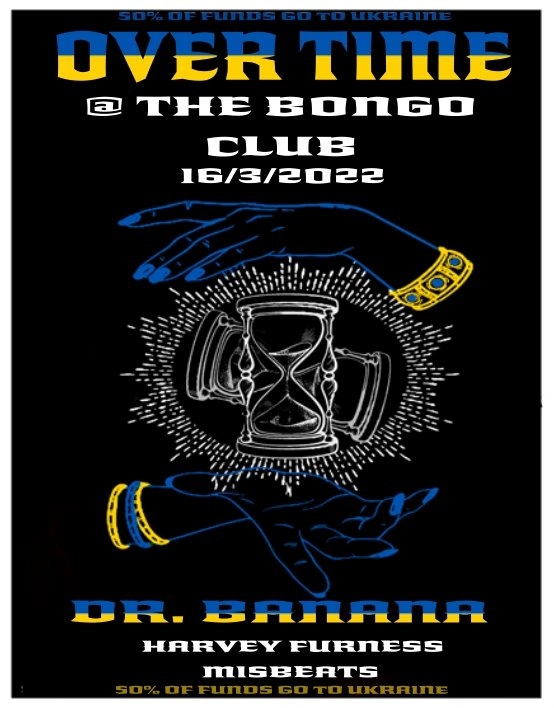 50% OF FUNDS GO TO UKRAINE
OVER TIME
@ THE BONGO
CLUB
16/3/2022
DR. BANANA
HARVEY FURNESS
MISBEATS
50% OF FUNDS GO TO UKRAINE